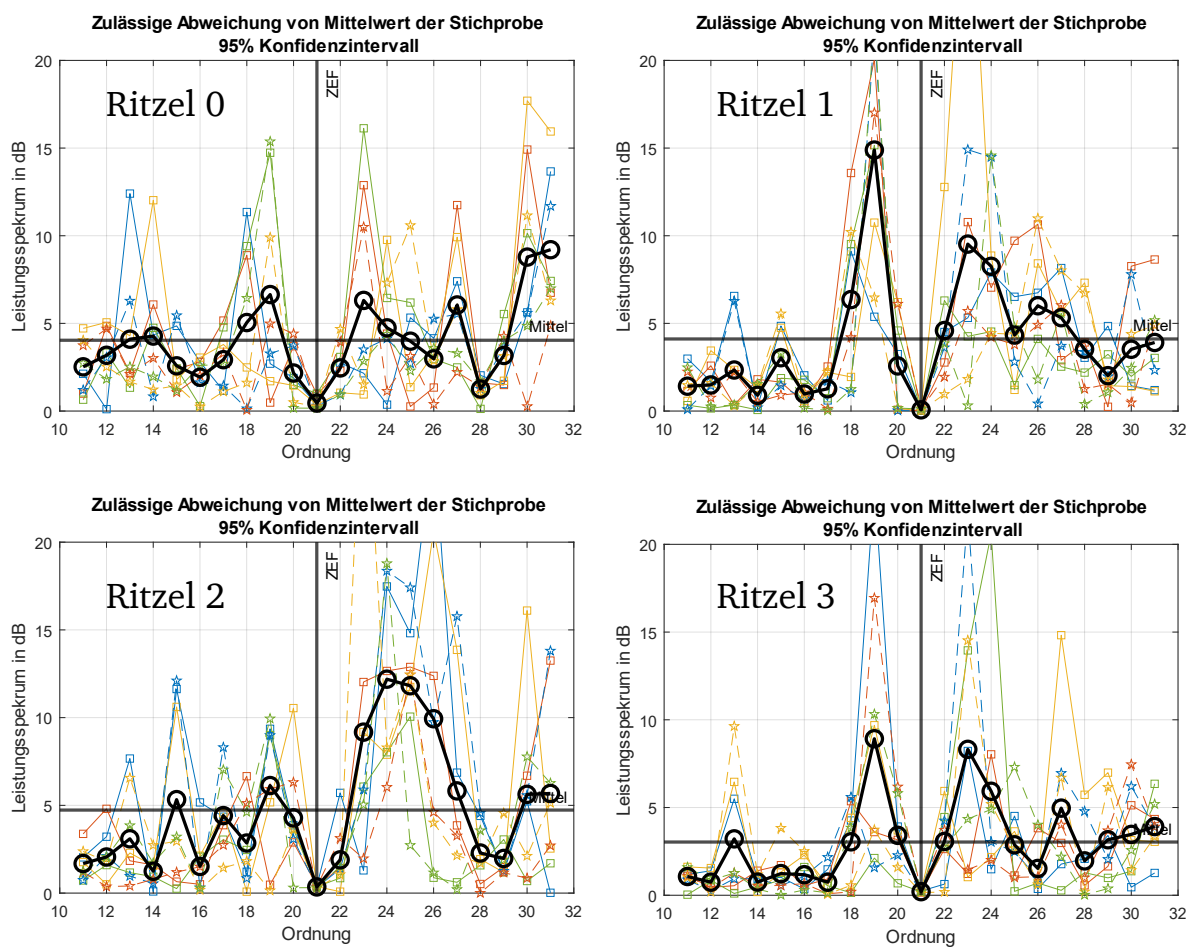 Zulässige Abweichung von Mittelwert der Stichprobe
95% Konfidenzintervall
20
15
10
5
0
Leistungsspekrum in dB
Ritzel 0
ZEF
Mittel
10 12 14 16 18 20 22 24 26 28 30 32
Ordnung
Zulässige Abweichung von Mittelwert der Stichprobe
95% Konfidenzintervall
20
15
10
5
0
Leistungsspekrum in dB
Ritzel 1
ZEF
Mittel
10 12 14 16 18 20 22 24 26 28 30 32
Ordnung
Zulässige Abweichung von Mittelwert der Stichprobe
95% Konfidenzintervall
20
15
10
5
0
Leistungsspekrum in dB
Ritzel 2
ZEF
Mittel
10 12 14 16 18 20 22 24 26 28 30 32
Ordnung
Zulässige Abweichung von Mittelwert der Stichprobe
95% Konfidenzintervall
20
15
10
5
0
Leistungsspekrum in dB
Ritzel 3
ZEF
Mittel
10 12 14 16 18 20 22 24 26 28 30 32
Ordnung